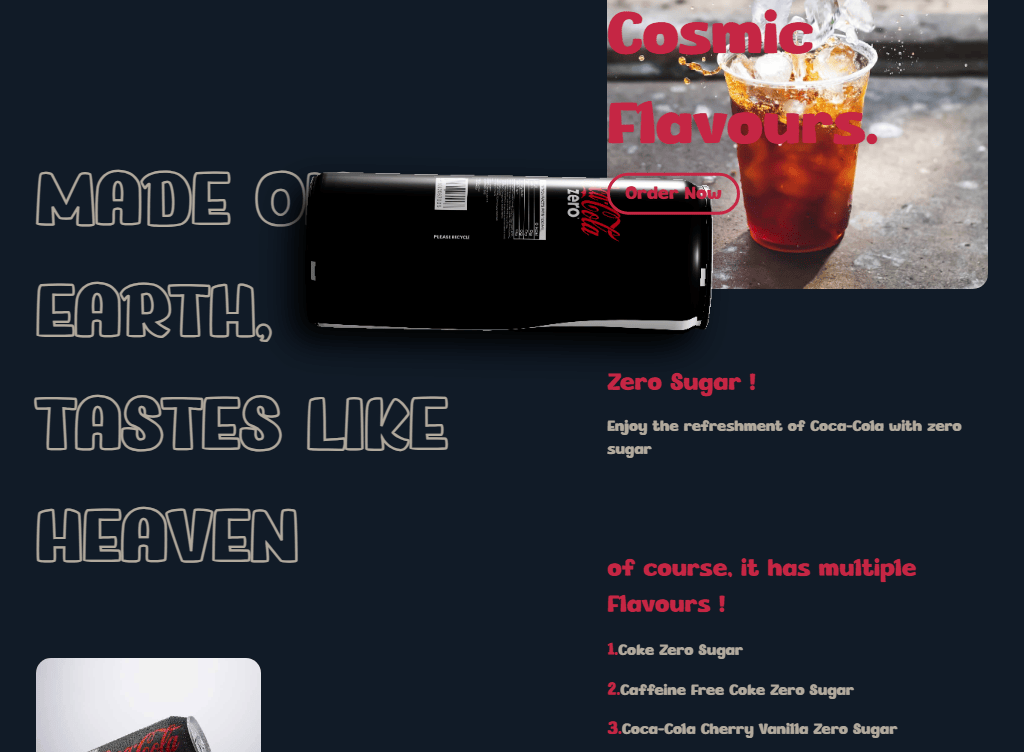 Cosmic
Flavours.
Order Now
MADE O
EARTH,
TASTES LIKE
HEAVEN
zero
CocaCola
PLEASE RECYCLE
Zero Sugar !
Enjoy the refreshment of Coca-Cola with zero
sugar
of course, it has multiple
Flavours !
1.Coke Zero Sugar
2.Caffeine Free Coke Zero Sugar
3.Coca-Cola Cherry Vanilla Zero Sugar